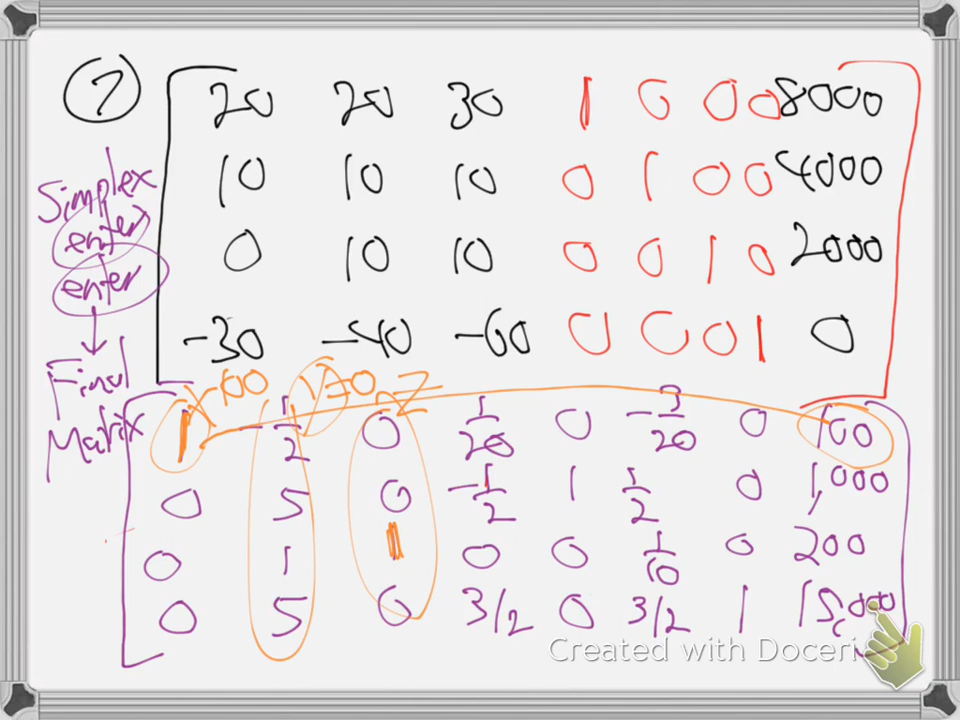 7
20 20 30 1 0 0 0 8000
10 10 10 0 1 0 0 4000
0 10 10 0 0 1 0 2000
-30 -40 -60 0 0 0 1 0
Simplex
enter
enter
Final
Matrix
x=100 y=0 z
1 1/2 0 1/20 0 -3/20 0 100
0 5 0 -1/2 1 1/2 0 1,000
0 1 1 0 0 1/10 0 200
0 5 0 3/2 0 3/2 1 15,000
Created with Doceri